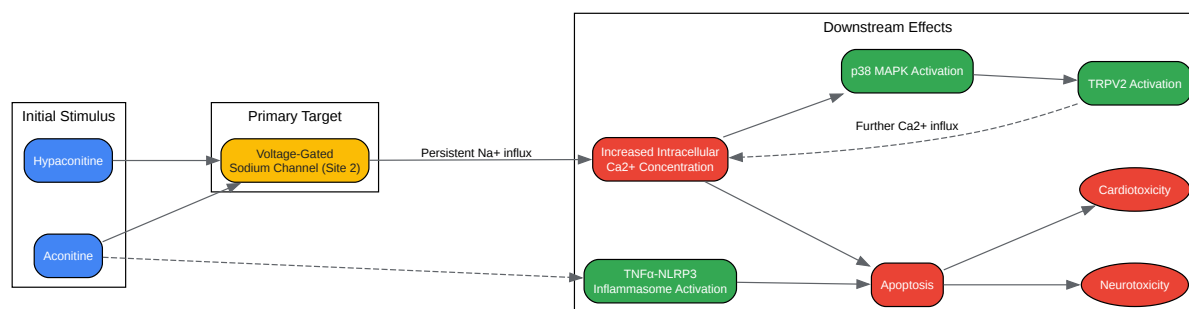 Downstream Effects
p38 MAPK Activation
TRPV2 Activation
Initial Stimulus
Primary Target
Further Ca2+ influx
Hypaconitine
Voltage-Gated
Sodium Channel (Site 2)
Persistent Na+ influx
Increased Intracellular
Ca2+ Concentration
Cardiotoxicity
Aconitine
TNFα-NLRP3
Inflammasome Activation
Apoptosis
Neurotoxicity